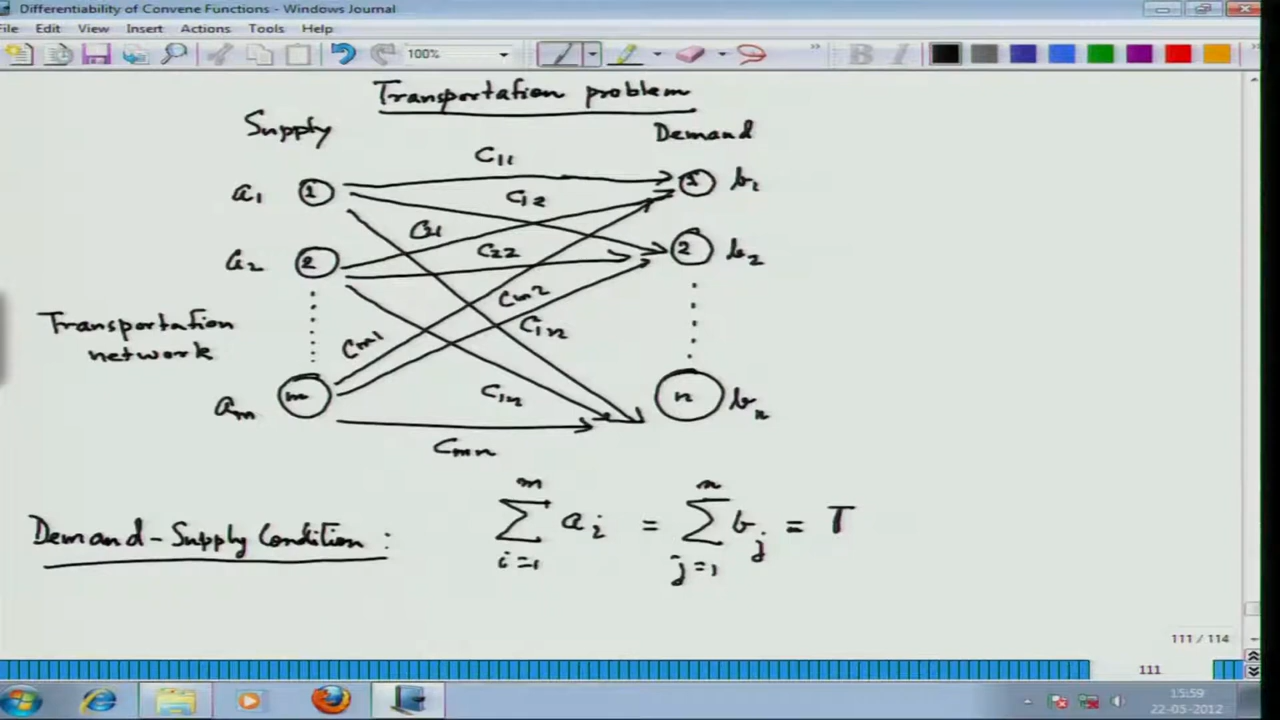 Differentiability of Convene Functions - Windows Journal
File Edit View Insert Actions Tools Help
100%
B I
Transportation problem
Supply Demand
a1 1 C11 1 b1
C12
C21
a2 2 C22 2 b2
Cm2
Transportation C1n
network Cm1
am m C1n n bn
Cmn
Demand-Supply Condition : m∑i=1 ai = n∑j=1 bj = T
111 / 114
111
15:59
22-05-2012